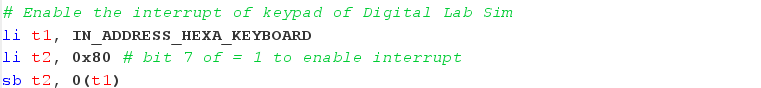 # Enable the interrupt of keypad of Digital Lab Sim
li t1, IN_ADDRESS_HEXA_KEYBOARD
li t2, 0x80 # bit 7 of = 1 to enable interrupt
sb t2, 0(t1)